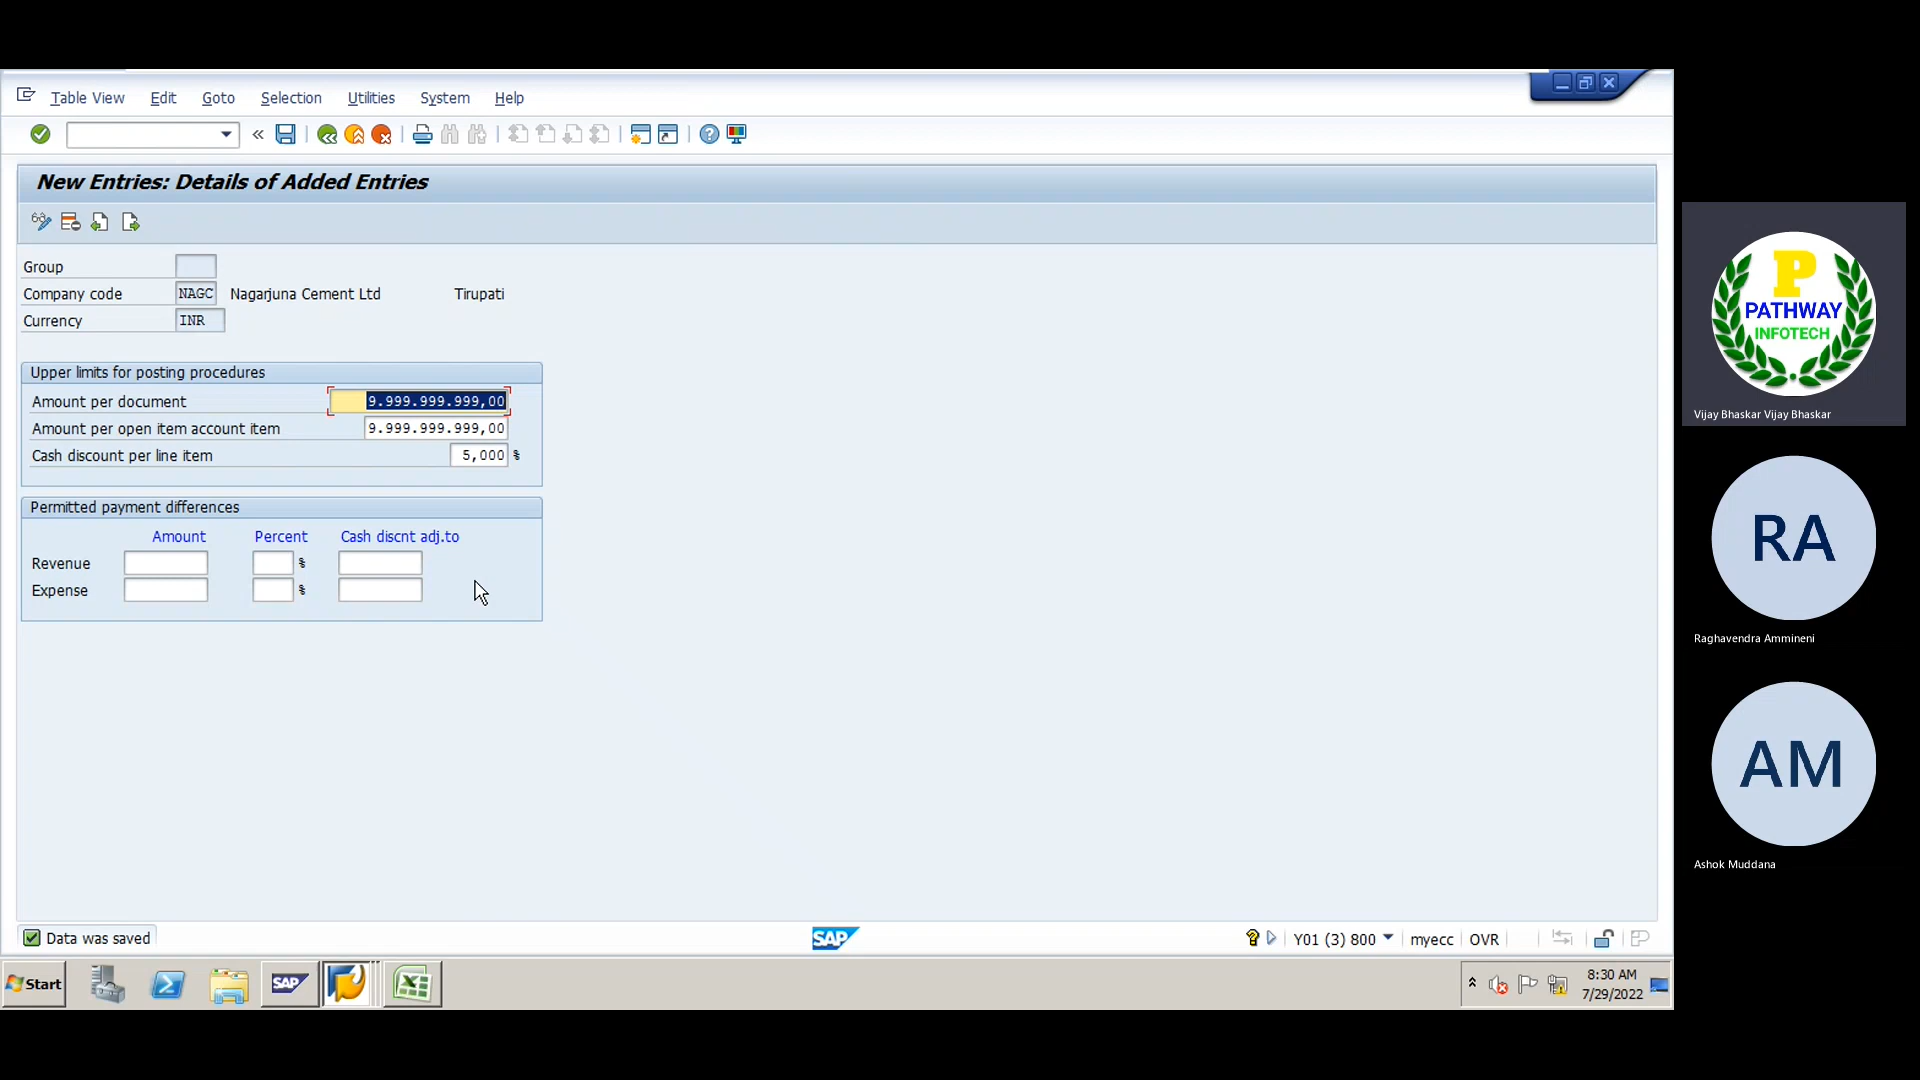 Table View Edit Goto Selection Utilities System Help
New Entries: Details of Added Entries
Group
Company code NAGC Nagarjuna Cement Ltd Tirupati
Currency INR
Upper limits for posting procedures
Amount per document 9.999.999.999,00
Amount per open item account item 9.999.999.999,00
Cash discount per line item 5,000 %
Permitted payment differences
Amount Percent Cash discnt adj.to
Revenue %
Expense %
Data was saved
SAP
Y01 (3) 800 myecc OVR
Start
SAP
8:30 AM
7/29/2022
P
PATHWAY
INFOTECH
Vijay Bhaskar Vijay Bhaskar
RA
Raghavendra Ammineni
AM
Ashok Muddana